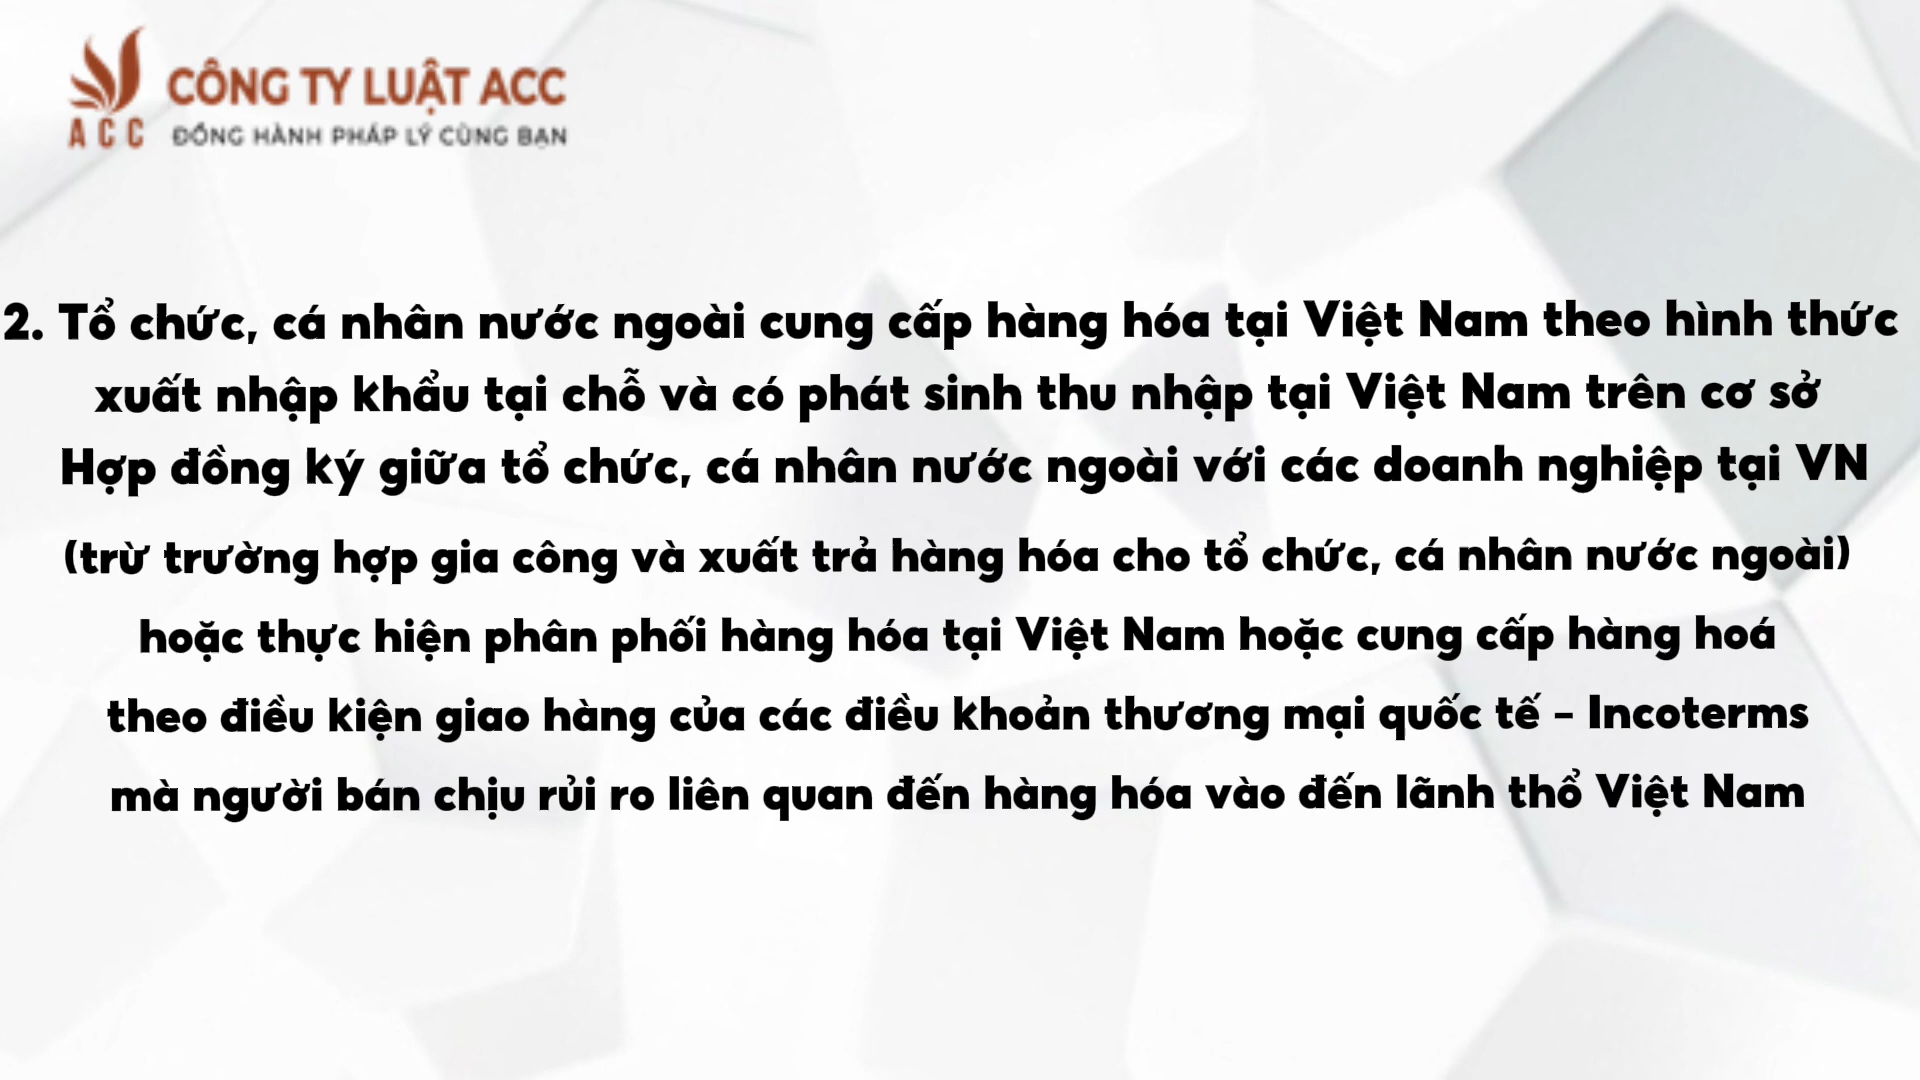 CÔNG TY LUẬT ACC
ACC
ĐỒNG HÀNH PHÁP LÝ CÙNG BẠN
2. Tổ chức, cá nhân nước ngoài cung cấp hàng hóa tại Việt Nam theo hình thức
xuất nhập khẩu tại chỗ và có phát sinh thu nhập tại Việt Nam trên cơ sở
Hợp đồng ký giữa tổ chức, cá nhân nước ngoài với các doanh nghiệp tại VN
(trừ trường hợp gia công và xuất trả hàng hóa cho tổ chức, cá nhân nước ngoài)
hoặc thực hiện phân phối hàng hóa tại Việt Nam hoặc cung cấp hàng hoá
theo điều kiện giao hàng của các điều khoản thương mại quốc tế – Incoterms
mà người bán chịu rủi ro liên quan đến hàng hóa vào đến lãnh thổ Việt Nam